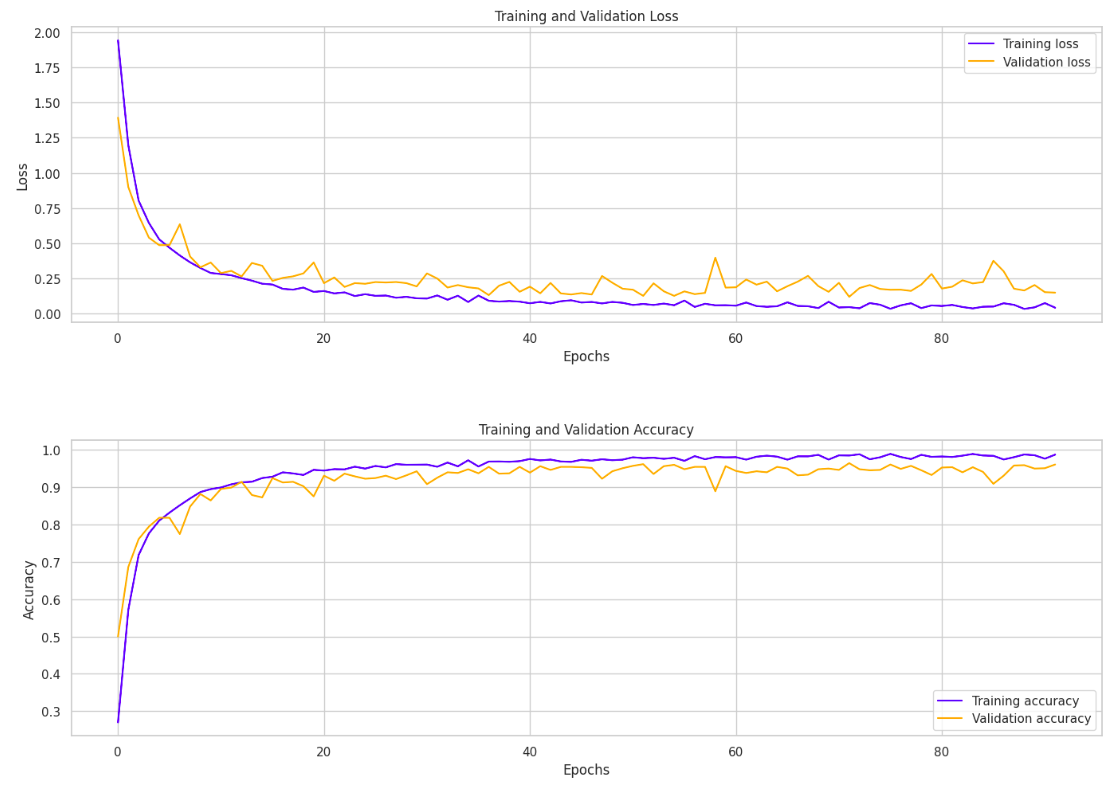 Training and Validation Loss
2.00
1.75
1.50
1.25
1.00
0.75
0.50
0.25
0.00
Loss
Training loss
Validation loss
0
20
40
60
80
Epochs
Training and Validation Accuracy
1.0
0.9
0.8
0.7
0.6
0.5
0.4
0.3
Accuracy
Training accuracy
Validation accuracy
0
20
40
60
80
Epochs